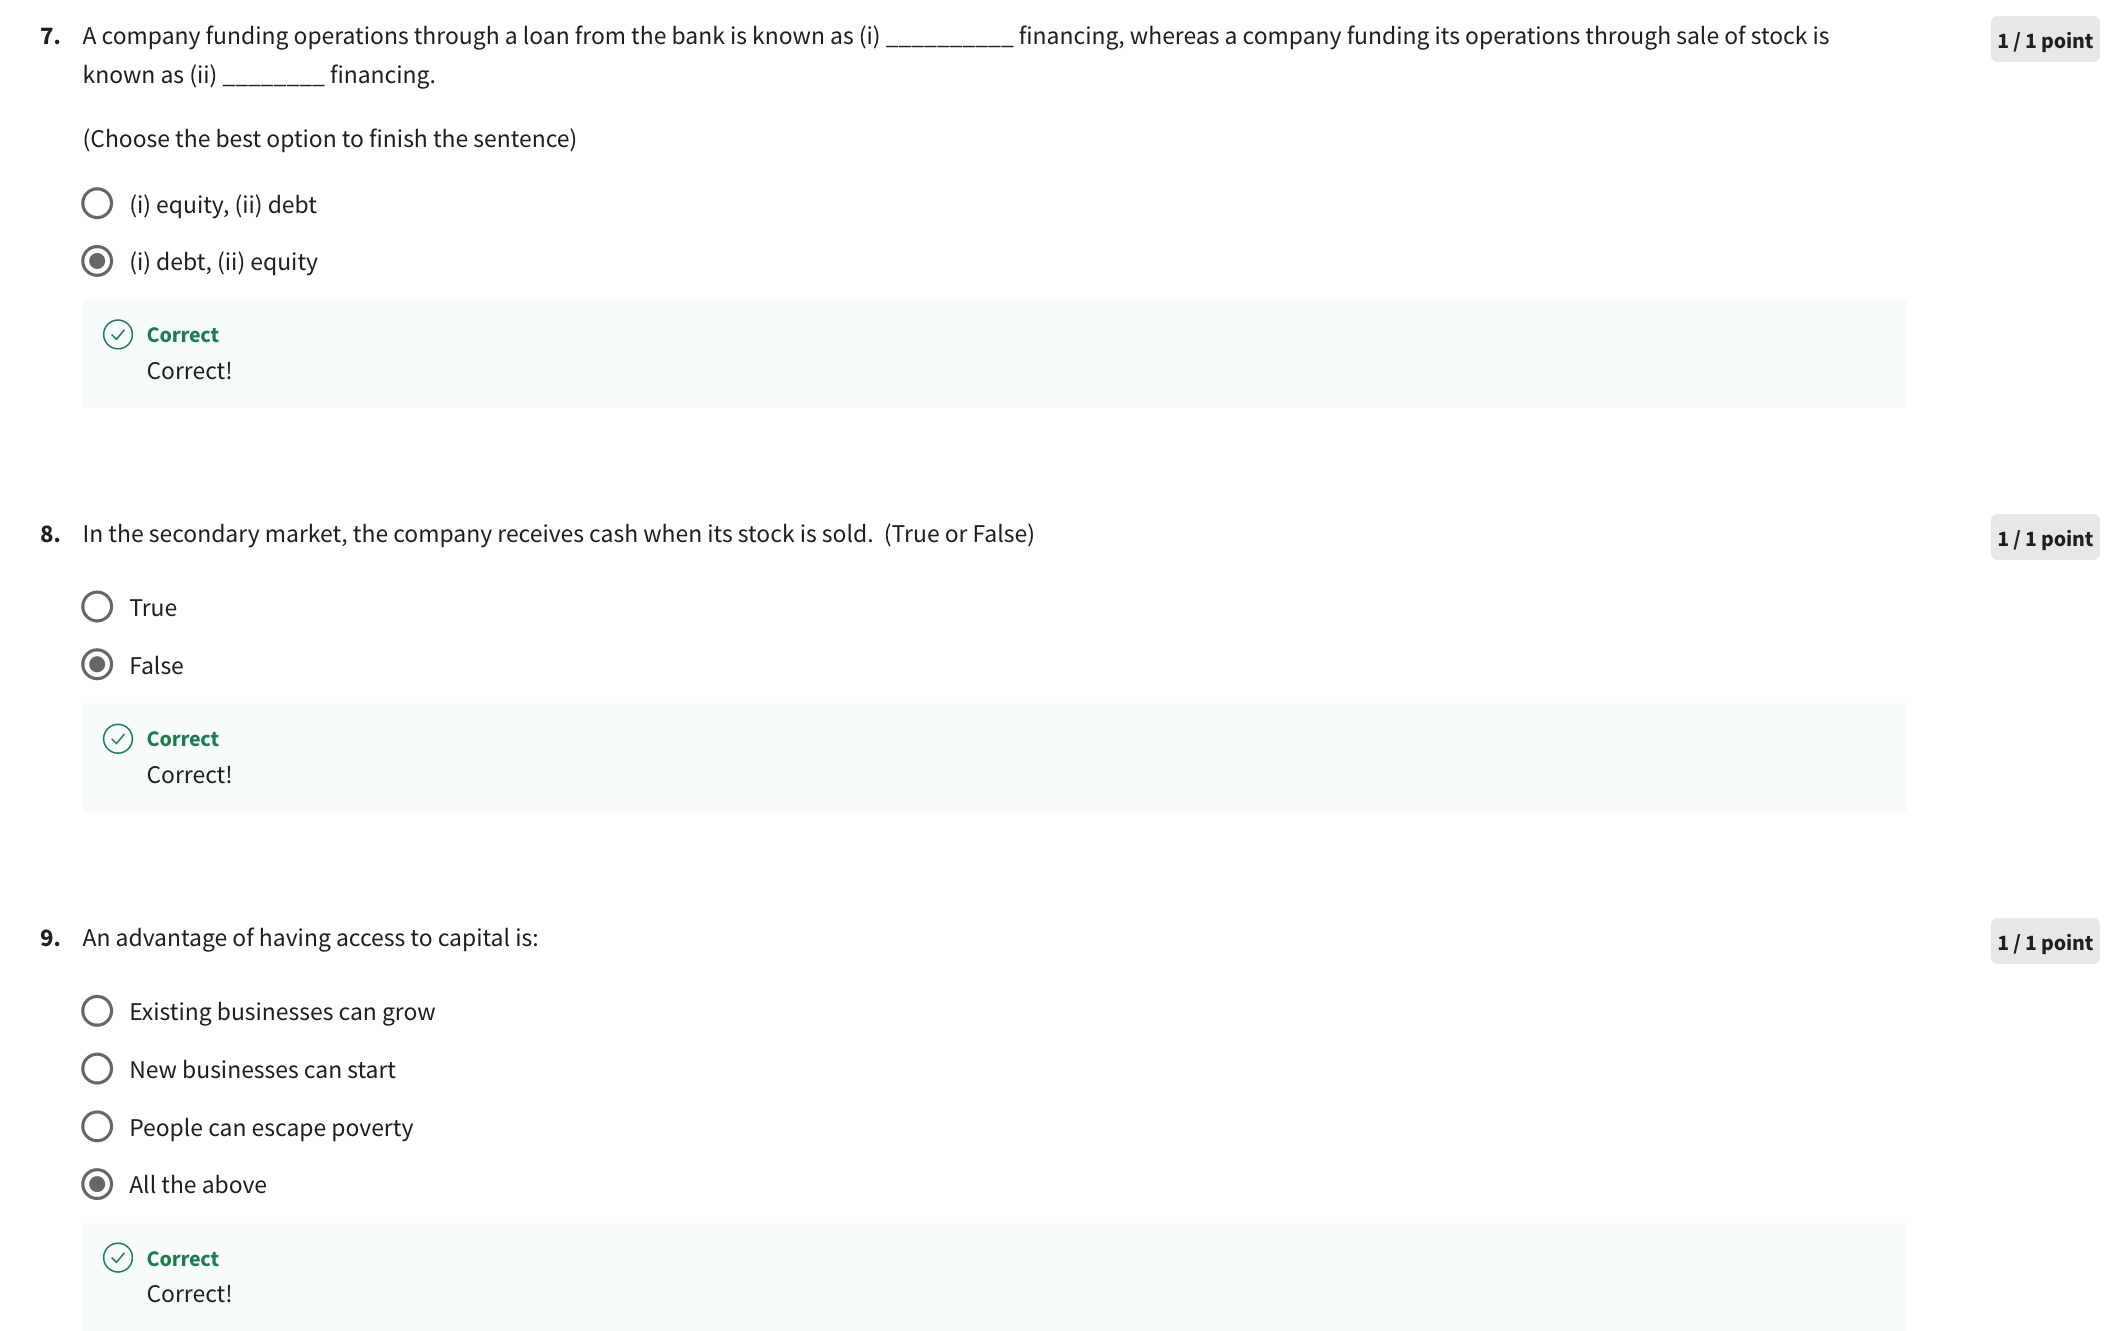 7. A company funding operations through a loan from the bank is known as (i) __________ financing, whereas a company funding its operations through sale of stock is
1 / 1 point
known as (ii) ________ financing.
(Choose the best option to finish the sentence)
(i) equity, (ii) debt
(i) debt, (ii) equity
Correct
Correct!
8. In the secondary market, the company receives cash when its stock is sold.  (True or False)
1 / 1 point
True
False
Correct
Correct!
9. An advantage of having access to capital is:
1 / 1 point
Existing businesses can grow
New businesses can start
People can escape poverty
All the above
Correct
Correct!